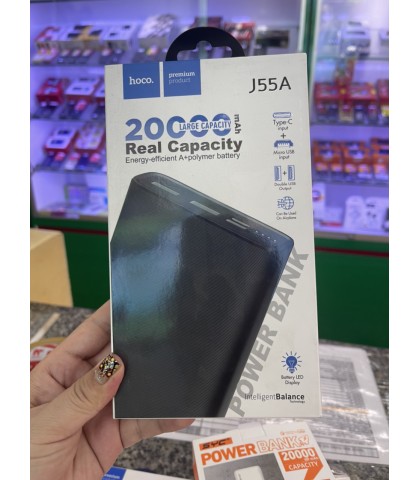 hoco. premium product
J55A
20000 mAh
LARGE CAPACITY
Real Capacity
Energy-efficient A+polymer battery
Type-C
input
+
Micro USB
input
+
Double USB
Output
Can Be Used
On Airplane
POWER BANK
Battery LED
Display
IntelligentBalance
Technology
POWER BANK
20000
CAPACITY